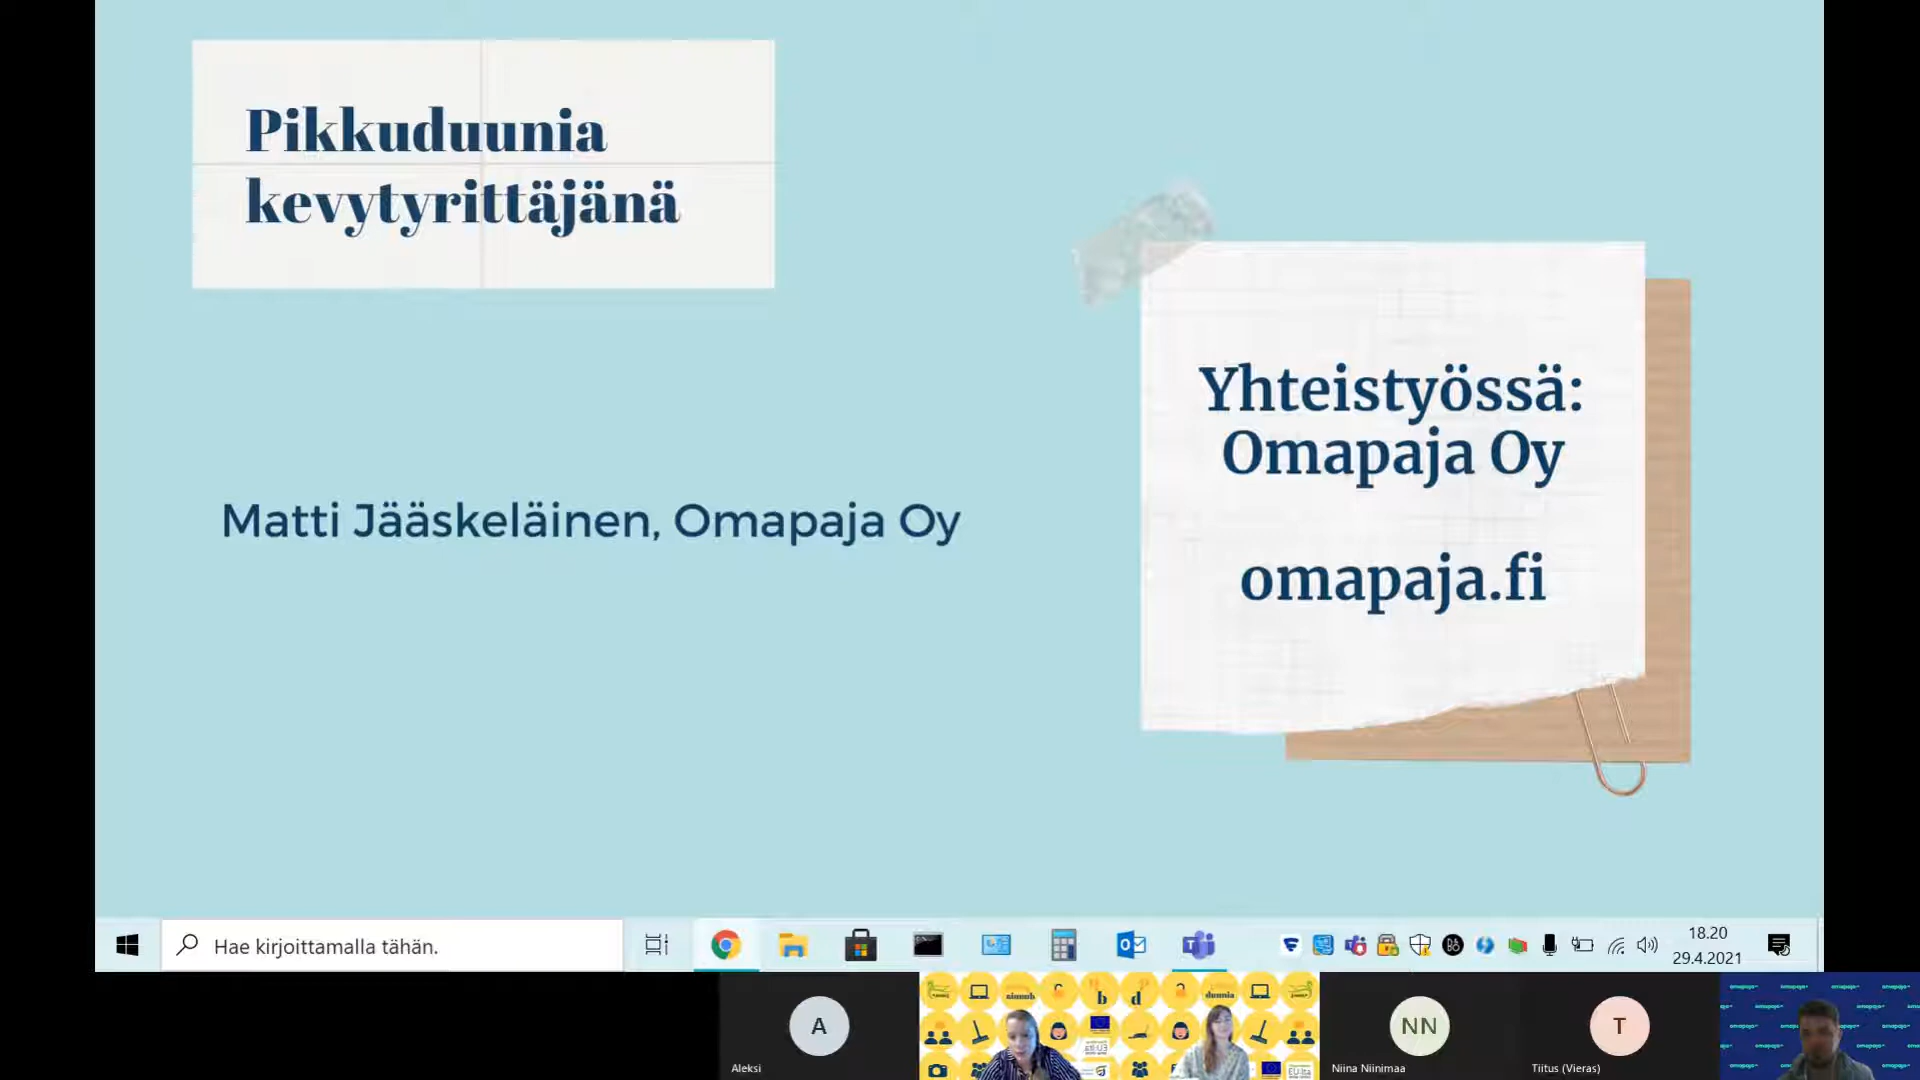 Pikkuduunia
kevytyrittäjänä
Matti Jääskeläinen, Omapaja Oy
Yhteistyössä:
Omapaja Oy
omapaja.fi
Hae kirjoittamalla tähän.
18.20
29.4.2021
A
Aleksi
NN
Niina Niinimaa
T
Tiitus (Vieras)